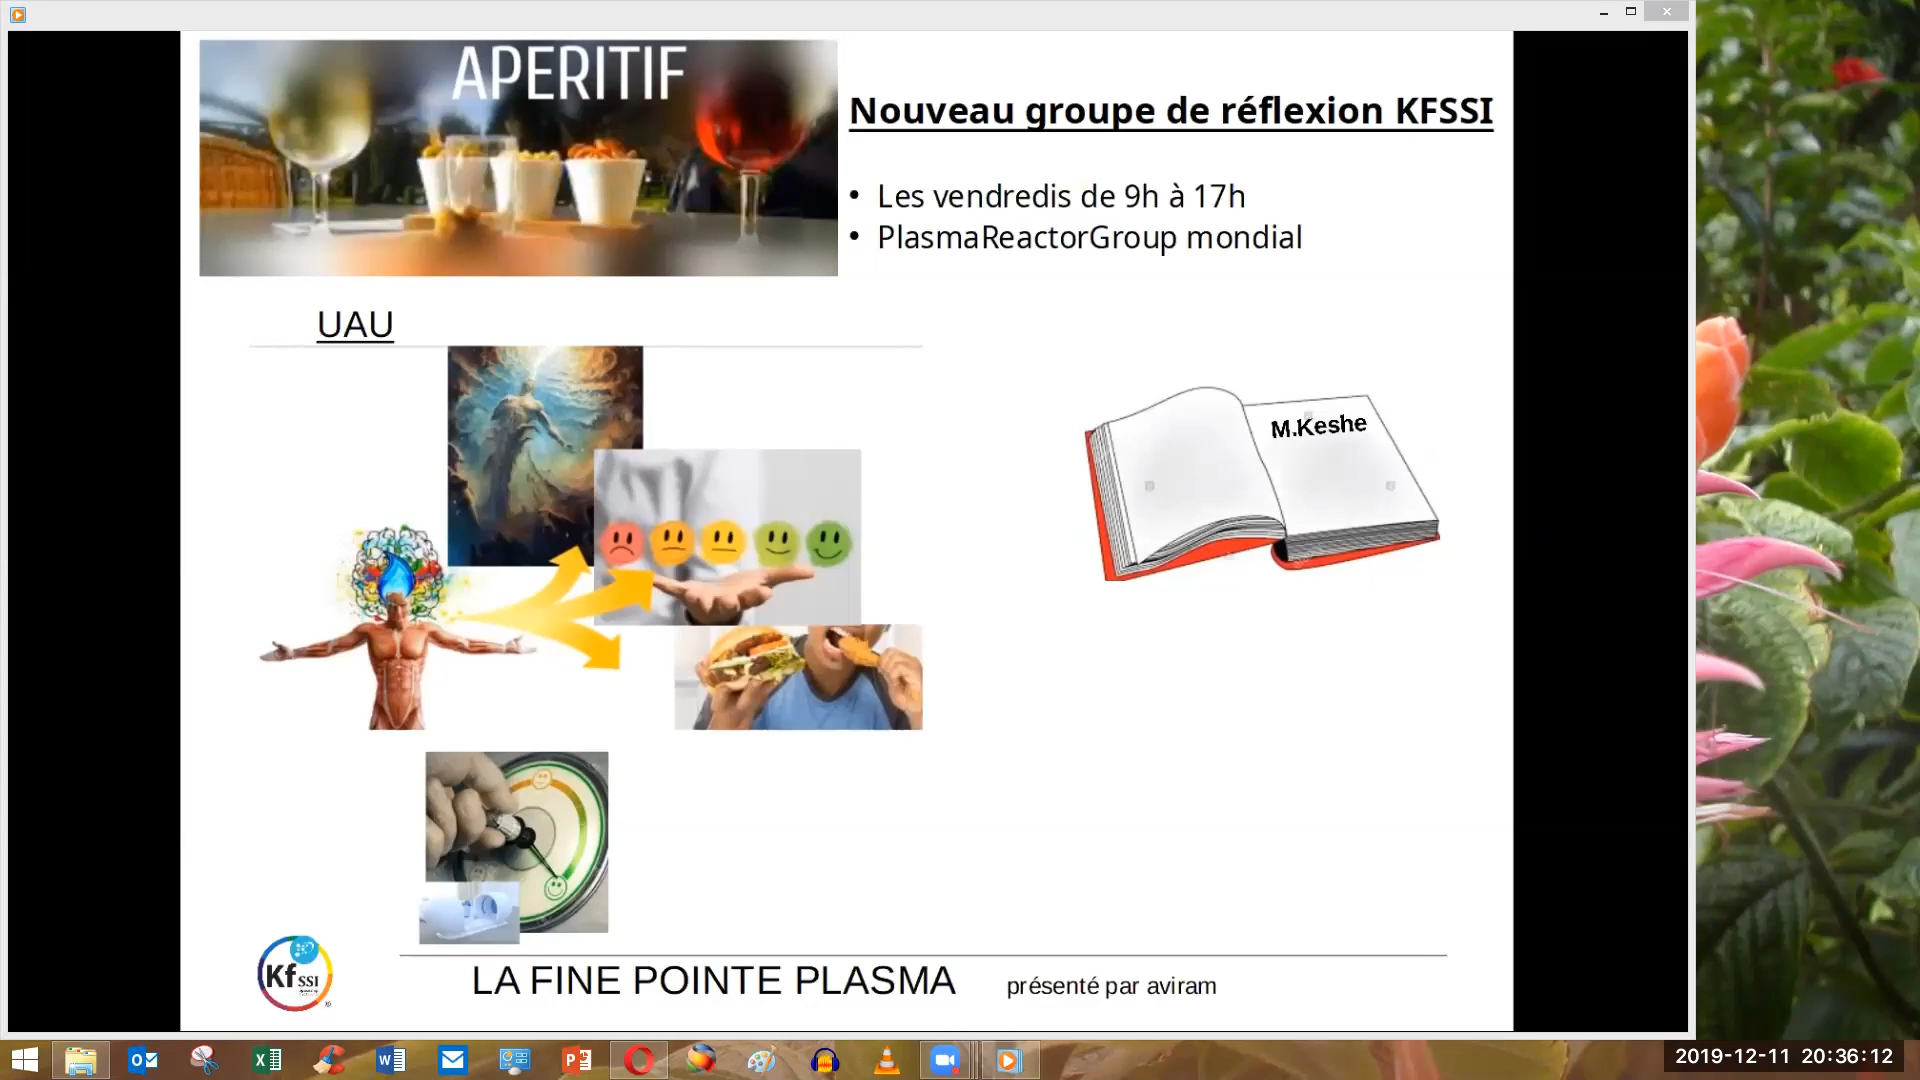 APERITIF
Nouveau groupe de réflexion KFSSI
• Les vendredis de 9h à 17h
• PlasmaReactorGroup mondial
UAU
M.Keshe
Kf SSI
LA FINE POINTE PLASMA
présenté par aviram
2019-12-11 20:36:12